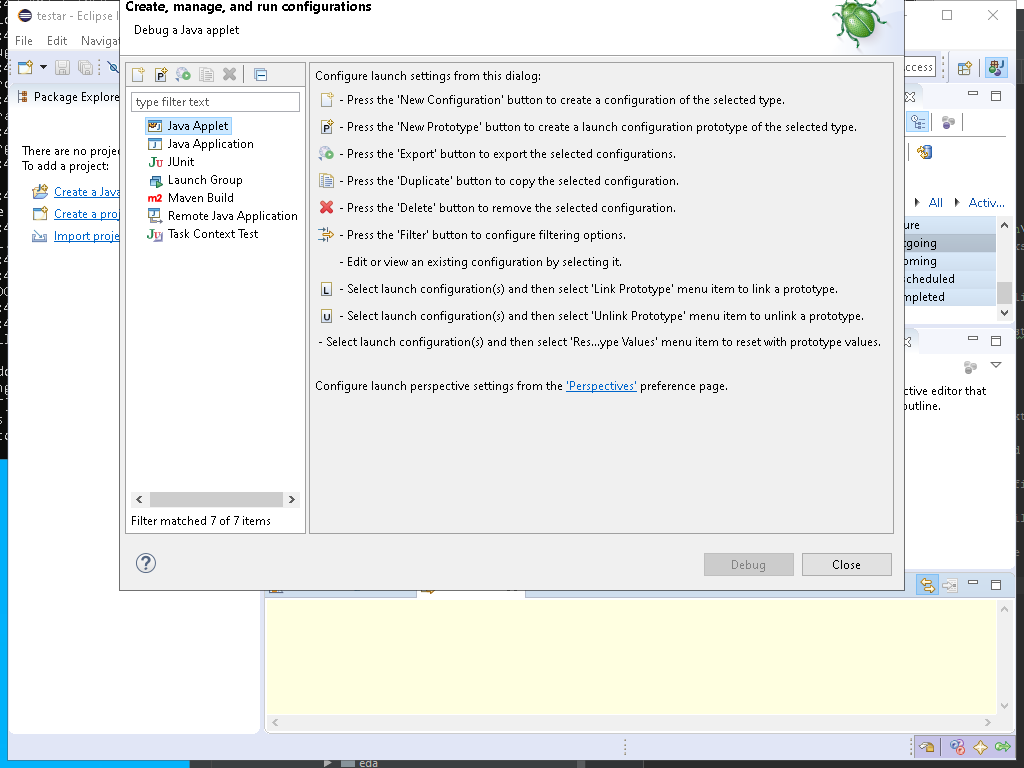 Create, manage, and run configurations
testar - Eclipse
Debug a Java applet
File Edit Naviga
Package Explore
type filter text
Java Applet
Java Application
JUnit
Launch Group
Maven Build
Remote Java Application
Task Context Test
Filter matched 7 of 7 items
There are no proje
To add a project:
Create a Java
Create a proj
Import proje
Configure launch settings from this dialog:
- Press the 'New Configuration' button to create a configuration of the selected type.
- Press the 'New Prototype' button to create a launch configuration prototype of the selected type.
- Press the 'Export' button to export the selected configurations.
- Press the 'Duplicate' button to copy the selected configuration.
- Press the 'Delete' button to remove the selected configuration.
- Press the 'Filter' button to configure filtering options.
- Edit or view an existing configuration by selecting it.
- Select launch configuration(s) and then select 'Link Prototype' menu item to link a prototype.
- Select launch configuration(s) and then select 'Unlink Prototype' menu item to unlink a prototype.
- Select launch configuration(s) and then select 'Res...ype Values' menu item to reset with prototype values.
Configure launch perspective settings from the 'Perspectives' preference page.
Debug
Close
ccess
All Activ...
ure
tgoing
oming
cheduled
mpleted
ctive editor that
outline.
eda